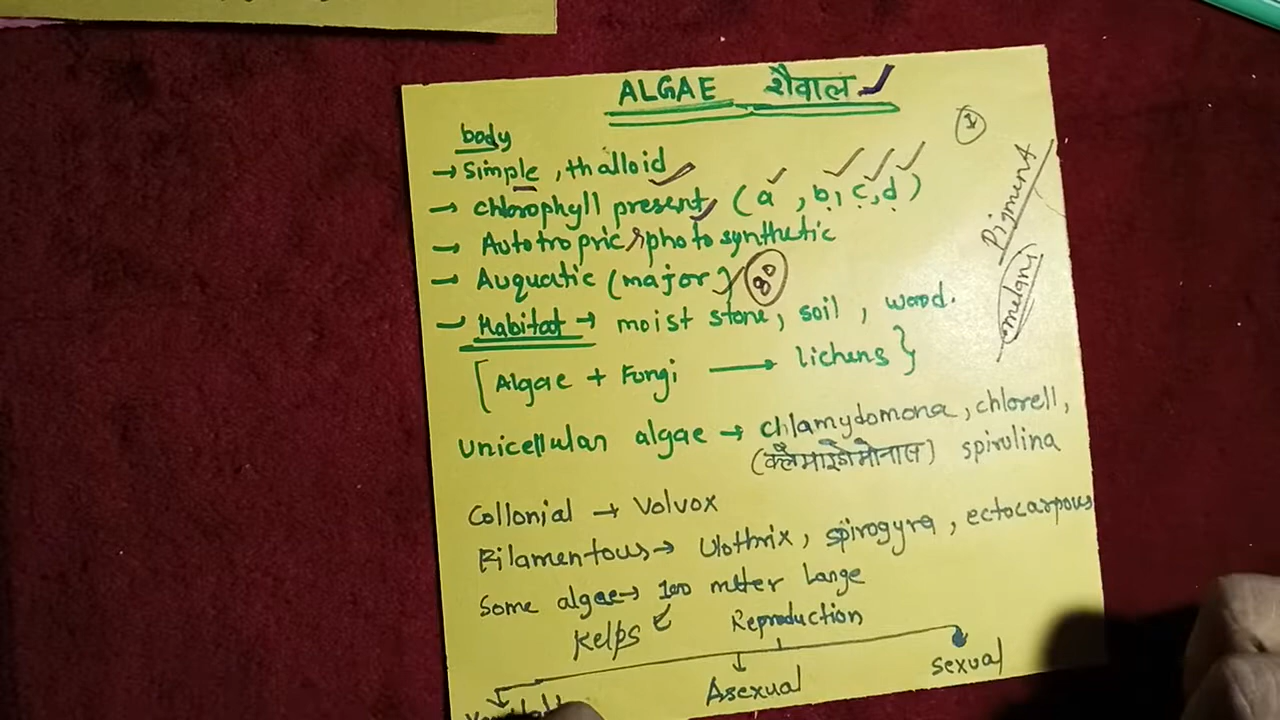 ALGAE शैवाल
body
→ Simple, thalloid
→ chlorophyll present (a, b, c, d)
→ Autotropric photosynthetic
→ Auquatic (major)
→ Habitat → moist stone, soil, wood.
[Algae + Fungi → lichens}
Unicellular algae → chlamydomona, chlorell,
(क्लैमाइडोमोनास) spirulina
Collonial → Volvox
Filamentous → Ulothrix, spirogyra, ectocarpous
Some algae → 100 meter large
Kelps
Reproduction
Asexual
sexual
Pigment
melani